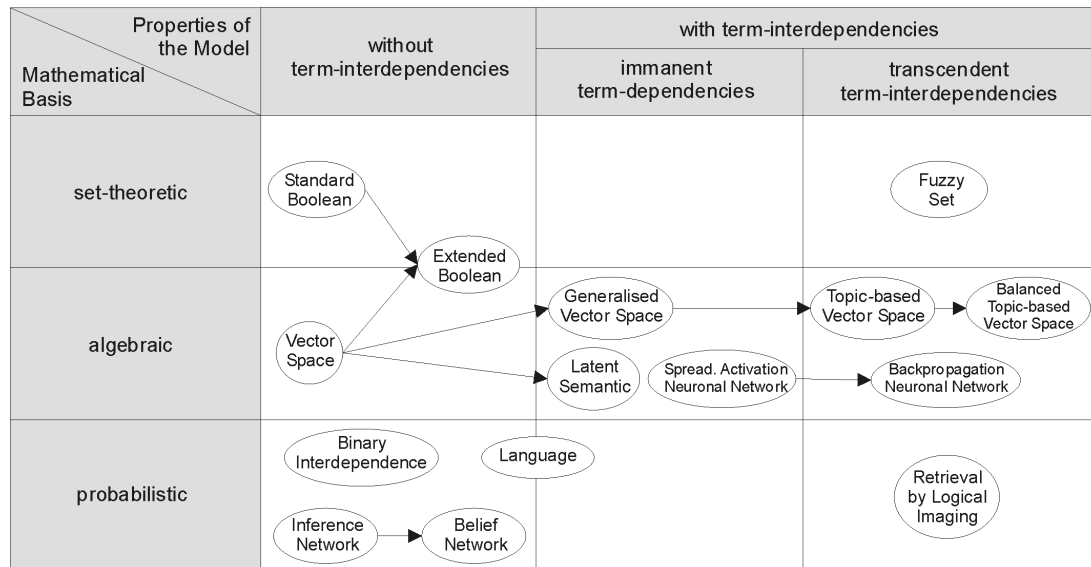 Properties of
the Model
Mathematical
Basis
without
term-interdependencies
with term-interdependencies
immanent
term-dependencies
transcendent
term-interdependencies
set-theoretic
Standard
Boolean
Fuzzy
Set
Extended
Boolean
algebraic
Vector
Space
Generalised
Vector Space
Topic-based
Vector Space
Balanced
Topic-based
Vector Space
Latent
Semantic
Spread. Activation
Neuronal Network
Backpropagation
Neuronal Network
probabilistic
Binary
Interdependence
Language
Retrieval
by Logical
Imaging
Inference
Network
Belief
Network